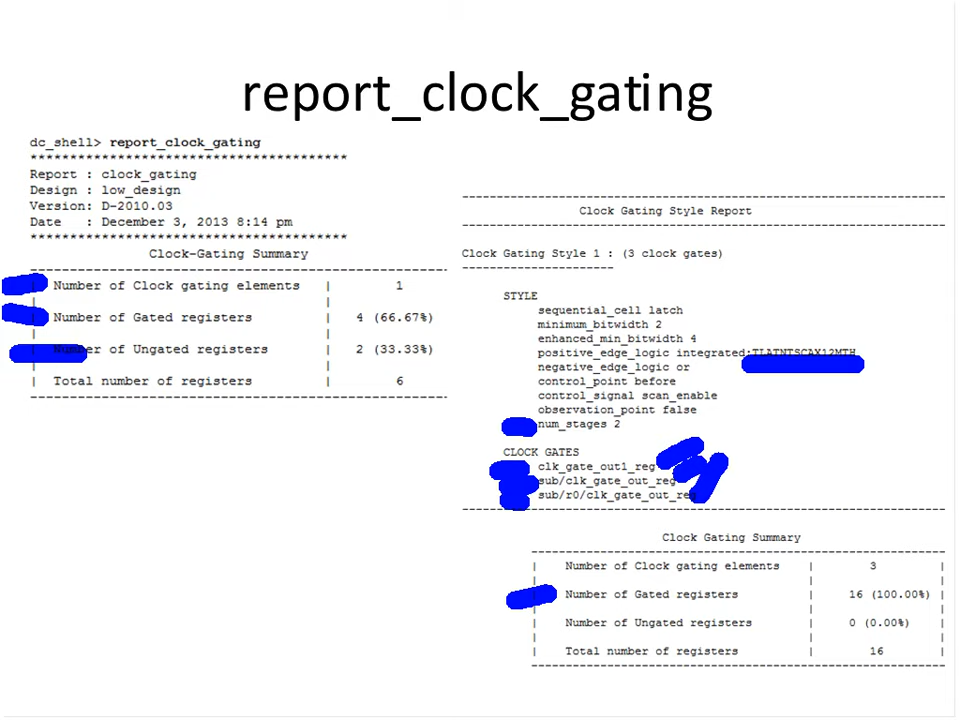 report_clock_gating
dc_shell> report_clock_gating
****************************************
Report : clock_gating
Design : low_design
Version: D-2010.03
Date : December 3, 2013 8:14 pm
****************************************
Clock-Gating Summary
Number of Clock gating elements | 1
Number of Gated registers | 4 (66.67%)
Number of Ungated registers | 2 (33.33%)
Total number of registers | 6
Clock Gating Style Report
Clock Gating Style 1 : (3 clock gates)
STYLE
sequential_cell latch
minimum_bitwidth 2
enhanced_min_bitwidth 4
positive_edge_logic integrated:TLATNTSCAX12MTH
negative_edge_logic or
control_point before
control_signal scan_enable
observation_point false
num_stages 2
CLOCK GATES
clk_gate_out1_reg
sub/clk_gate_out_reg
sub/r0/clk_gate_out_reg
Clock Gating Summary
Number of Clock gating elements | 3
Number of Gated registers | 16 (100.00%)
Number of Ungated registers | 0 (0.00%)
Total number of registers | 16